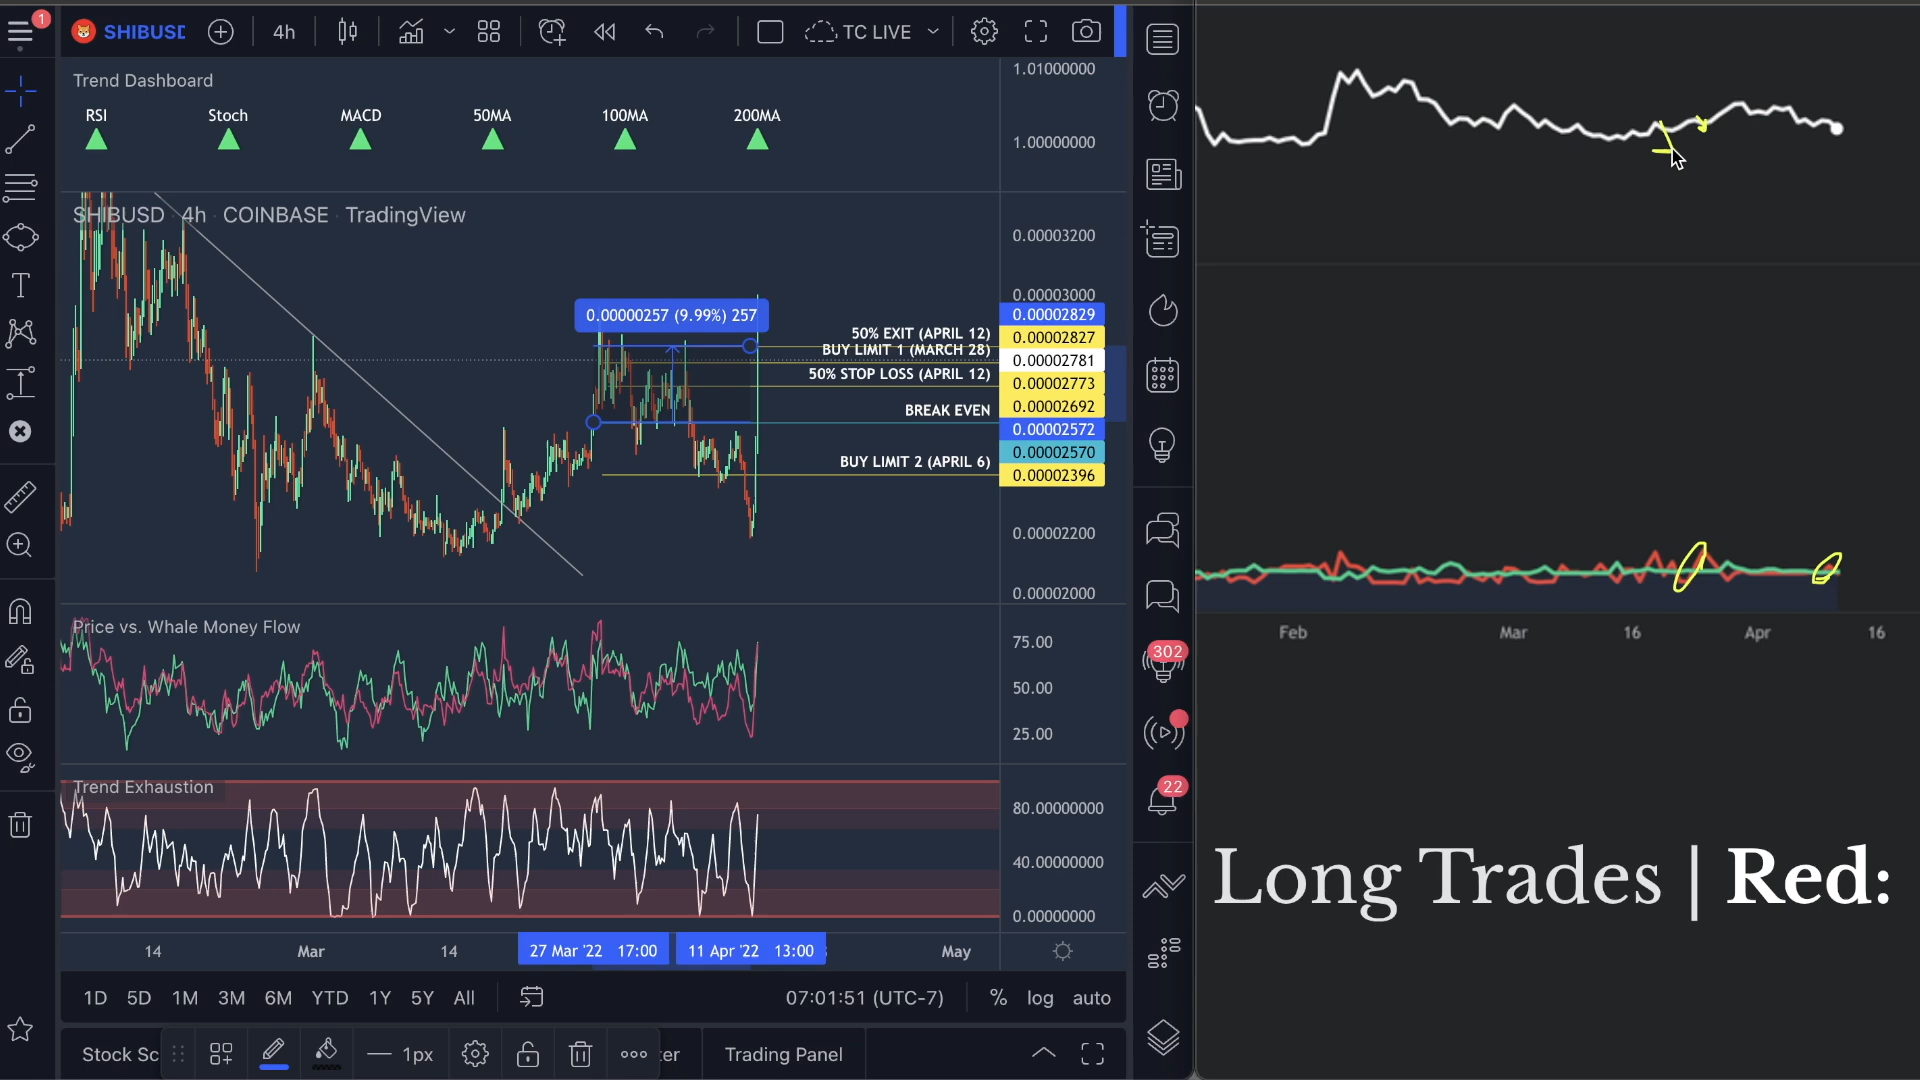 1
SHIBUSD
4h
TC LIVE
Trend Dashboard
RSI
Stoch
MACD
50MA
100MA
200MA
1.01000000
1.00000000
SHIBUSD · 4h · COINBASE · TradingView
0.00003200
0.00003000
0.00000257 (9.99%) 257
50% EXIT (APRIL 12)
BUY LIMIT 1 (MARCH 28)
50% STOP LOSS (APRIL 12)
BREAK EVEN
BUY LIMIT 2 (APRIL 6)
0.00002829
0.00002827
0.00002781
0.00002773
0.00002692
0.00002572
0.00002570
0.00002396
0.00002200
0.00002000
Price vs. Whale Money Flow
75.00
50.00
25.00
Trend Exhaustion
80.00000000
40.00000000
0.00000000
14
Mar
14
27 Mar '22 17:00
11 Apr '22 13:00
May
1D 5D 1M 3M 6M YTD 1Y 5Y All
07:01:51 (UTC-7)
% log auto
Stock Sc
1px
ter
Trading Panel
302
22
Feb
Mar
16
Apr
16
Long Trades | Red: